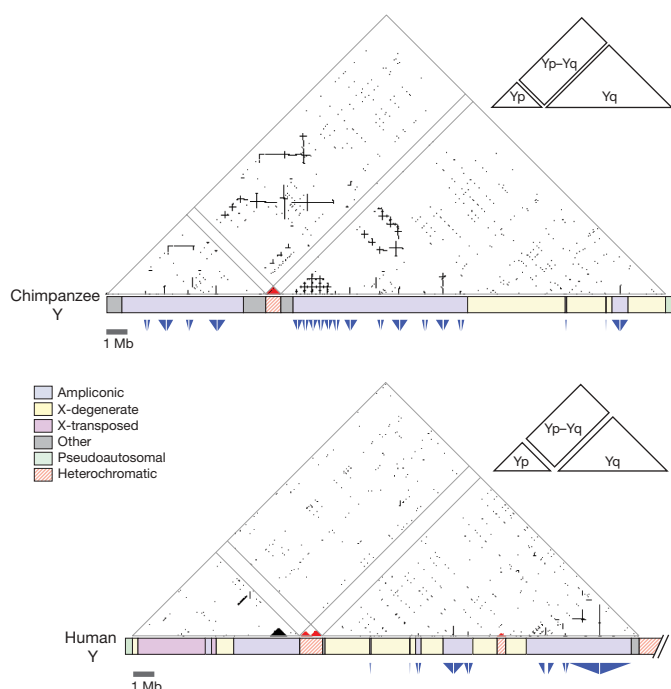 Yp–Yq
Yp
Yq
Chimpanzee
Y
1 Mb
Ampliconic
X-degenerate
X-transposed
Other
Pseudoautosomal
Heterochromatic
Yp–Yq
Yp
Yq
Human
Y
1 Mb